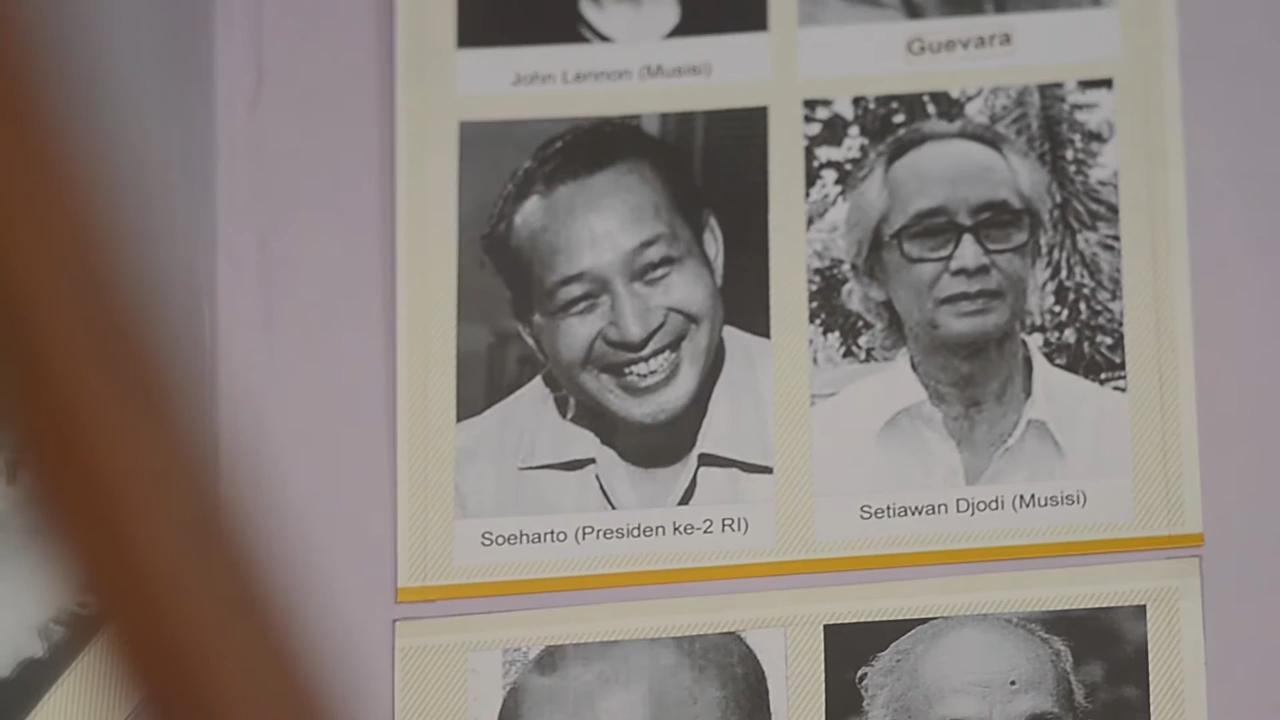 John Lennon (Musisi)
Guevara
Soeharto (Presiden ke-2 RI)
Setiawan Djodi (Musisi)